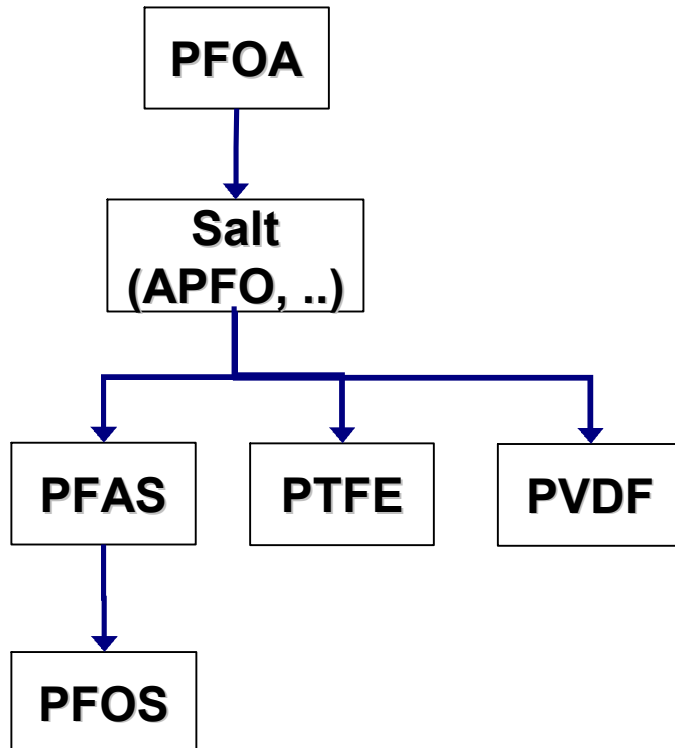 PFOA
Salt
(APFO, ..)
PFAS
PTFE
PVDF
PFOS